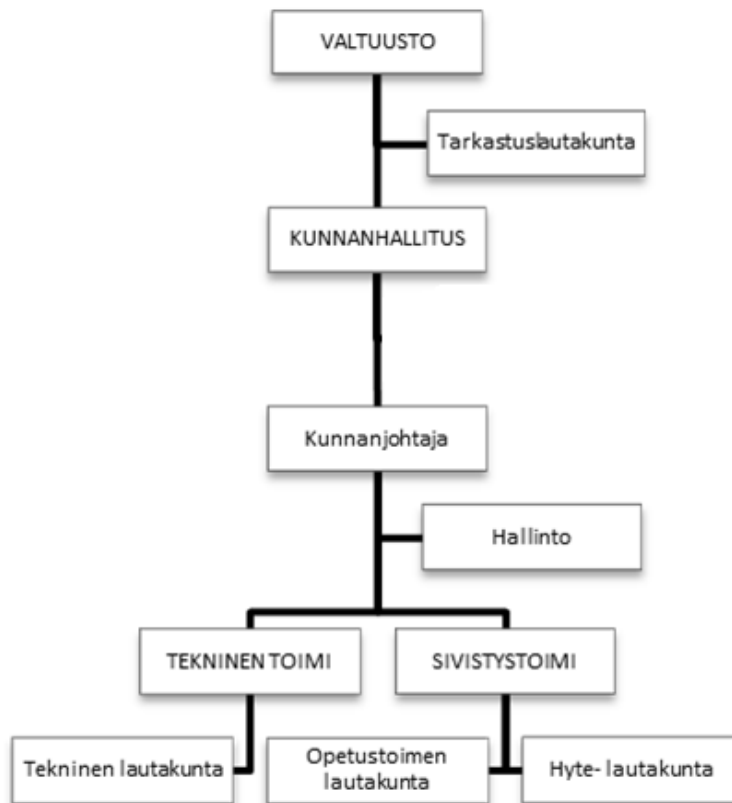 VALTUUSTO
Tarkastuslautakunta
KUNNANHALLITUS
Kunnanjohtaja
Hallinto
TEKNINEN TOIMI
SIVISTYSTOIMI
Tekninen lautakunta
Opetustoimen
lautakunta
Hyte- lautakunta